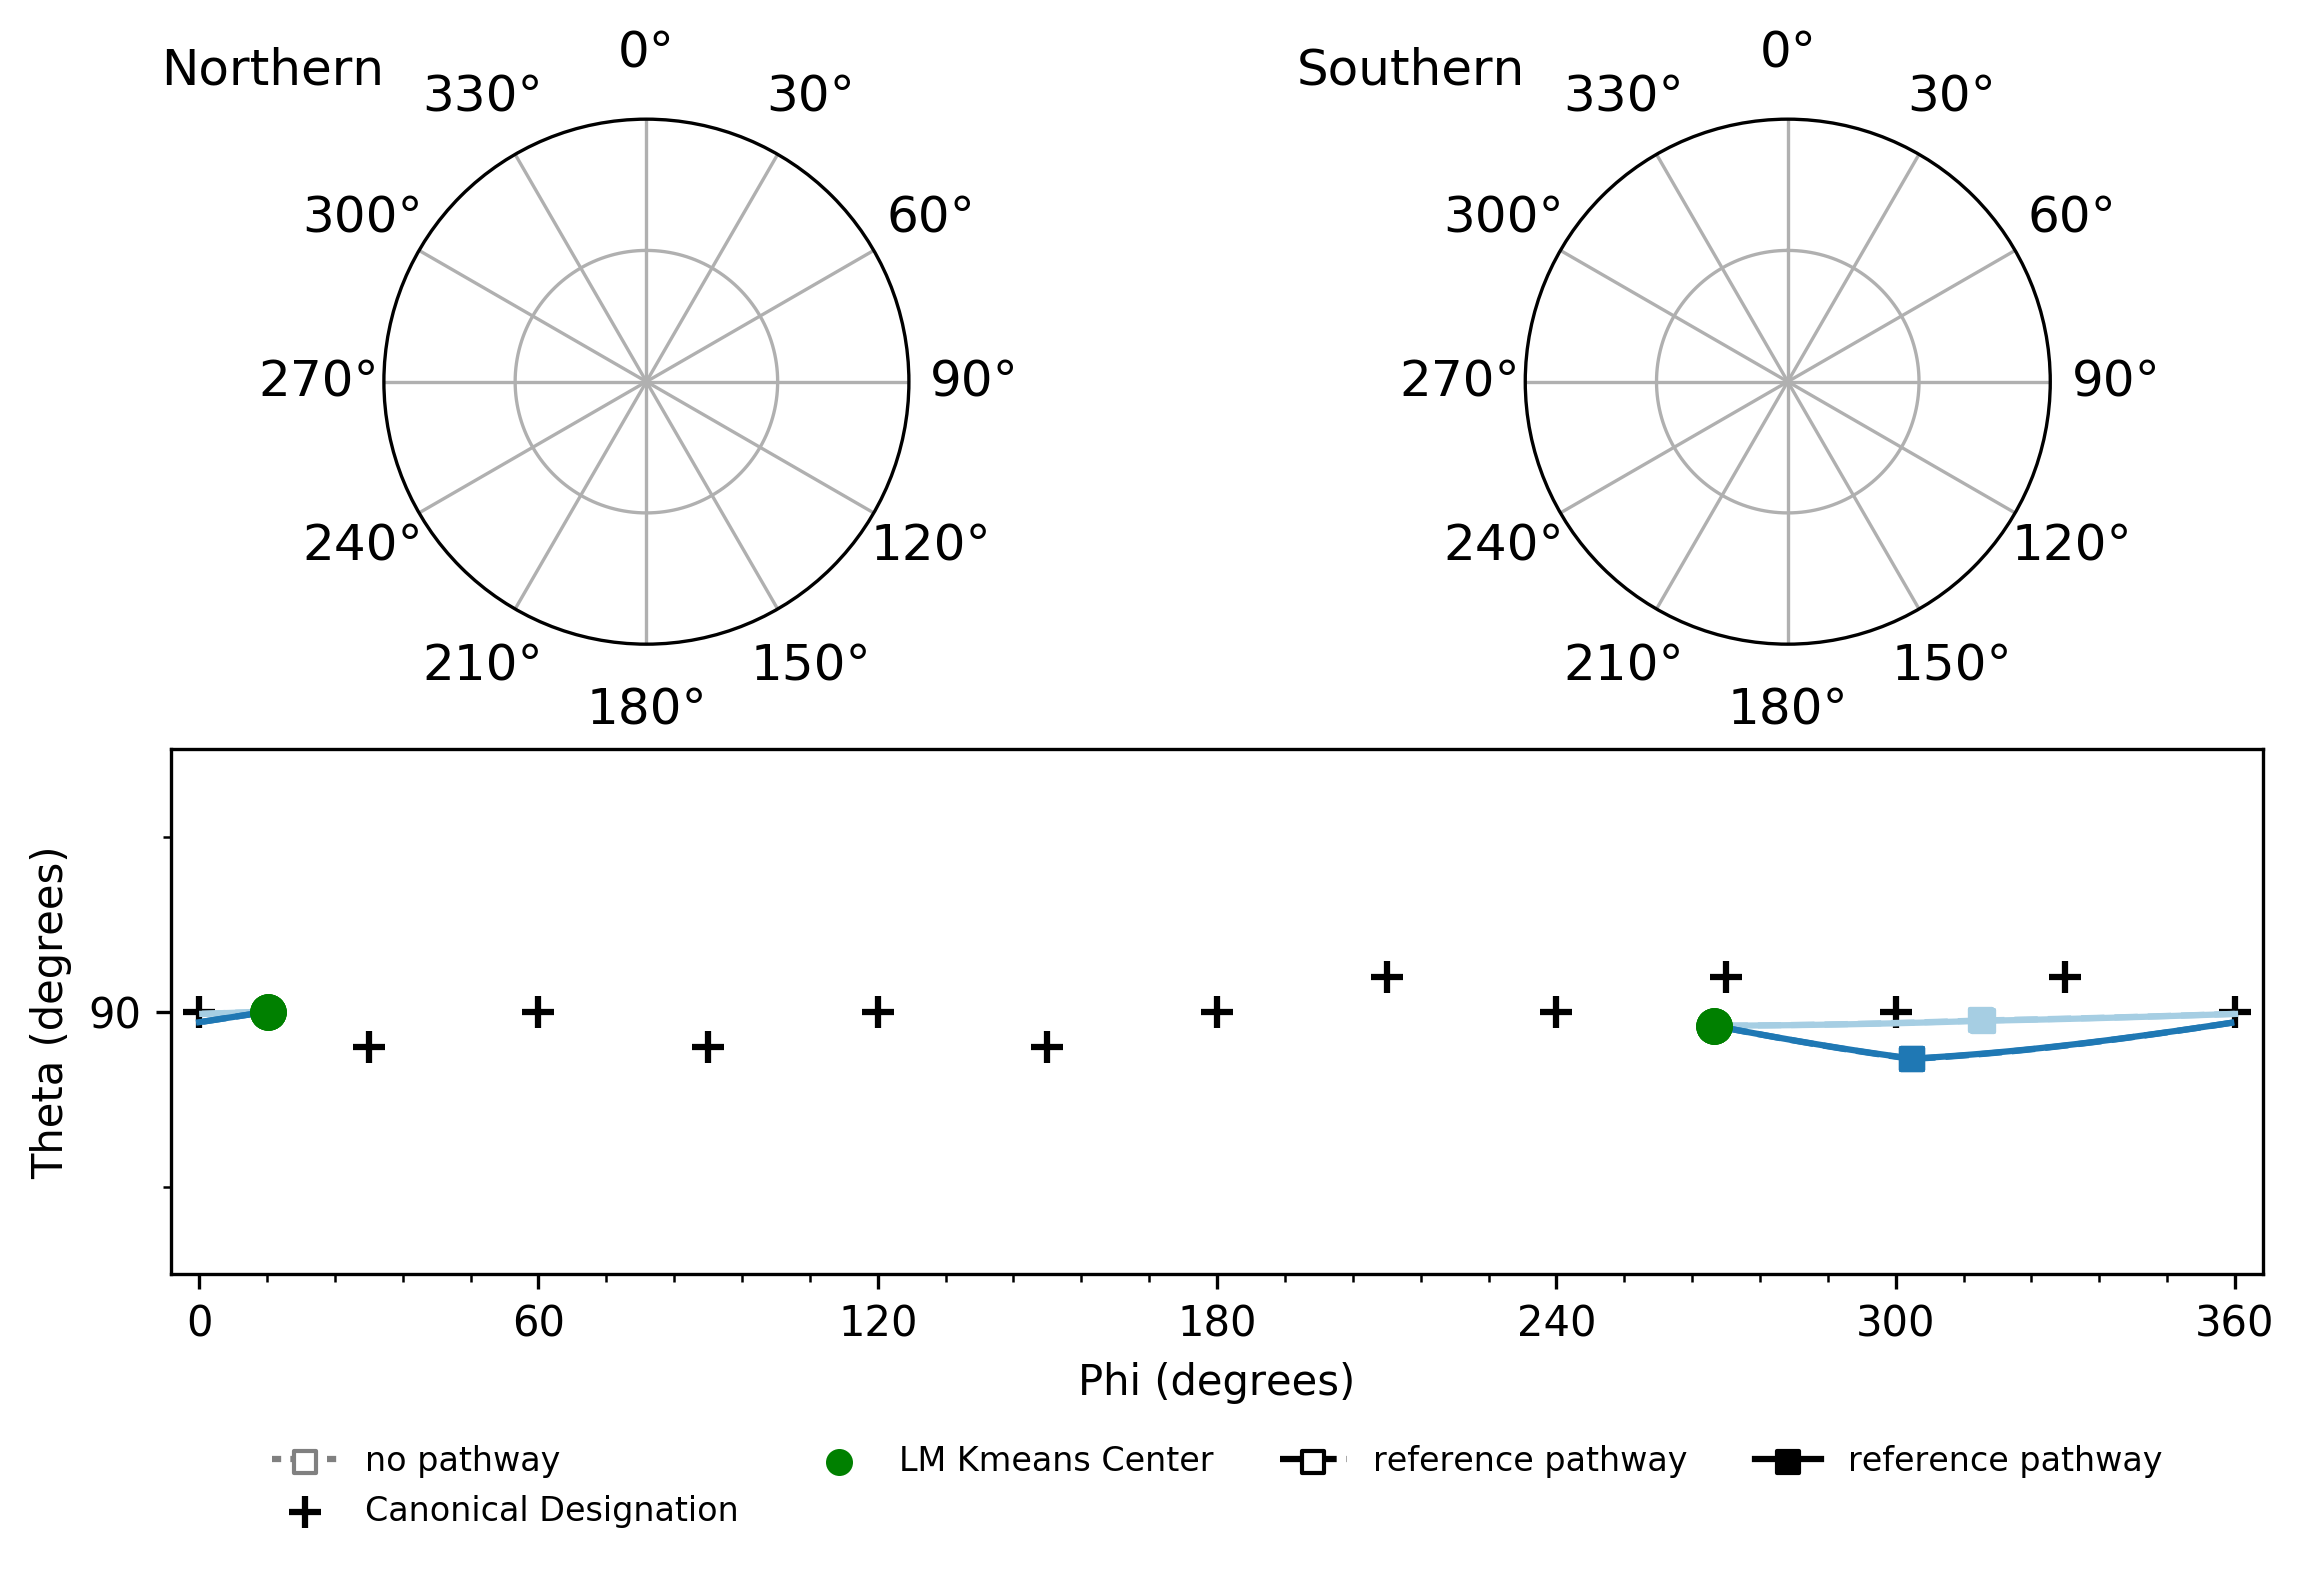 Northern
0°
330°
30°
300°
60°
270°
90°
240°
120°
210°
150°
180°
Southern
0°
330°
30°
300°
60°
270°
90°
240°
120°
210°
150°
180°
Theta (degrees)
90
0 60 120 180 240 300 360
Phi (degrees)
no pathway
Canonical Designation
LM Kmeans Center
reference pathway
reference pathway